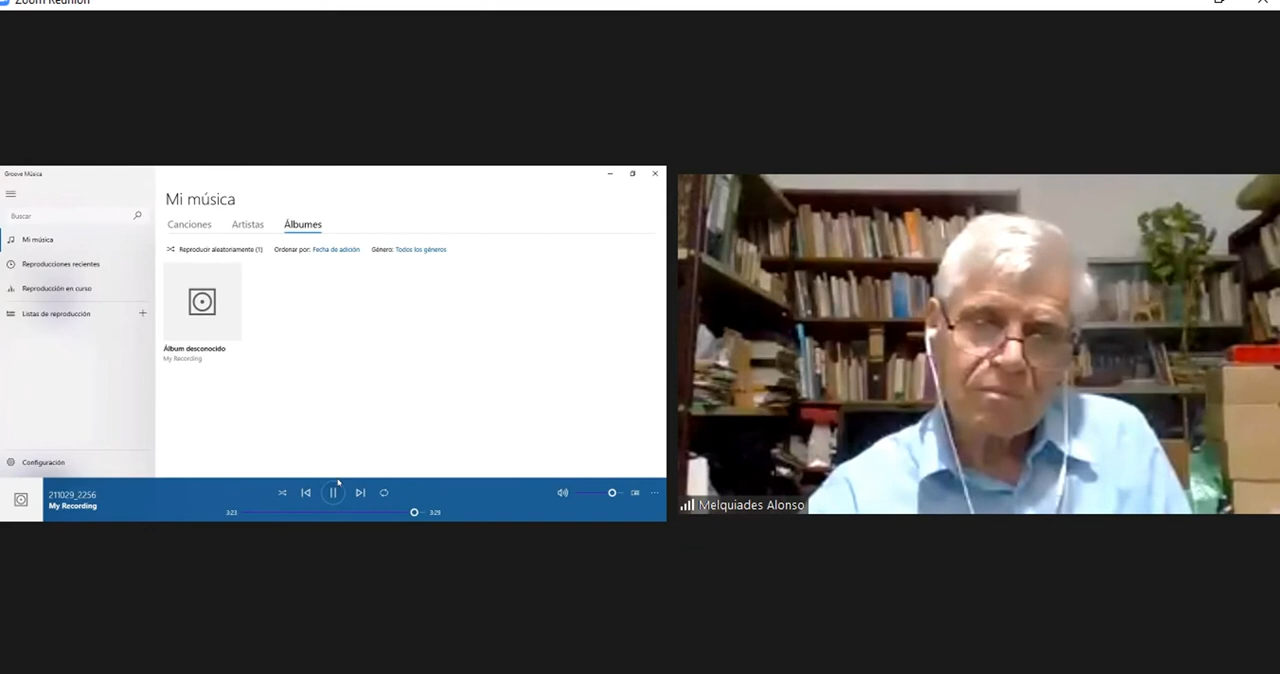 Zoom Reunión
Groove Música
Mi música
Buscar
Canciones Artistas Álbumes
Mi música
Reproducir aleatoriamente (1) Ordenar por: Fecha de adición Género: Todos los géneros
Reproducciones recientes
Reproducción en curso
Listas de reproducción
Álbum desconocido
My Recording
Configuración
211029_2256
My Recording
3:23 3:29
Melquiades Alonso